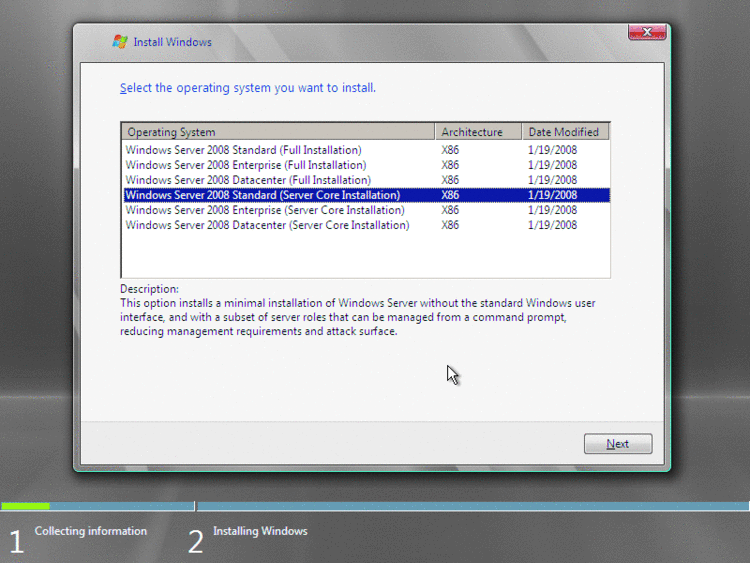 Install Windows
Select the operating system you want to install.
Operating System Architecture Date Modified
Windows Server 2008 Standard (Full Installation) X86 1/19/2008
Windows Server 2008 Enterprise (Full Installation) X86 1/19/2008
Windows Server 2008 Datacenter (Full Installation) X86 1/19/2008
Windows Server 2008 Standard (Server Core Installation) X86 1/19/2008
Windows Server 2008 Enterprise (Server Core Installation) X86 1/19/2008
Windows Server 2008 Datacenter (Server Core Installation) X86 1/19/2008
Description:
This option installs a minimal installation of Windows Server without the standard Windows user
interface, and with a subset of server roles that can be managed from a command prompt,
reducing management requirements and attack surface.
Next
1 Collecting information 2 Installing Windows